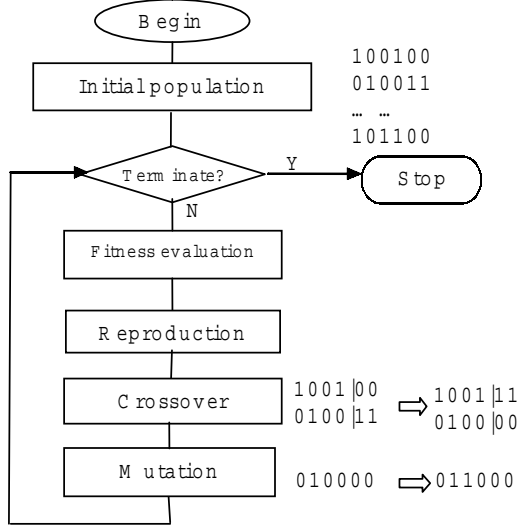 Begin
Initial population
100100
010011
... ...
101100
Terminate?
Y
Stop
N
Fitness evaluation
Reproduction
Crossover
1001|00
0100|11
1001|11
0100|00
Mutation
010000
011000